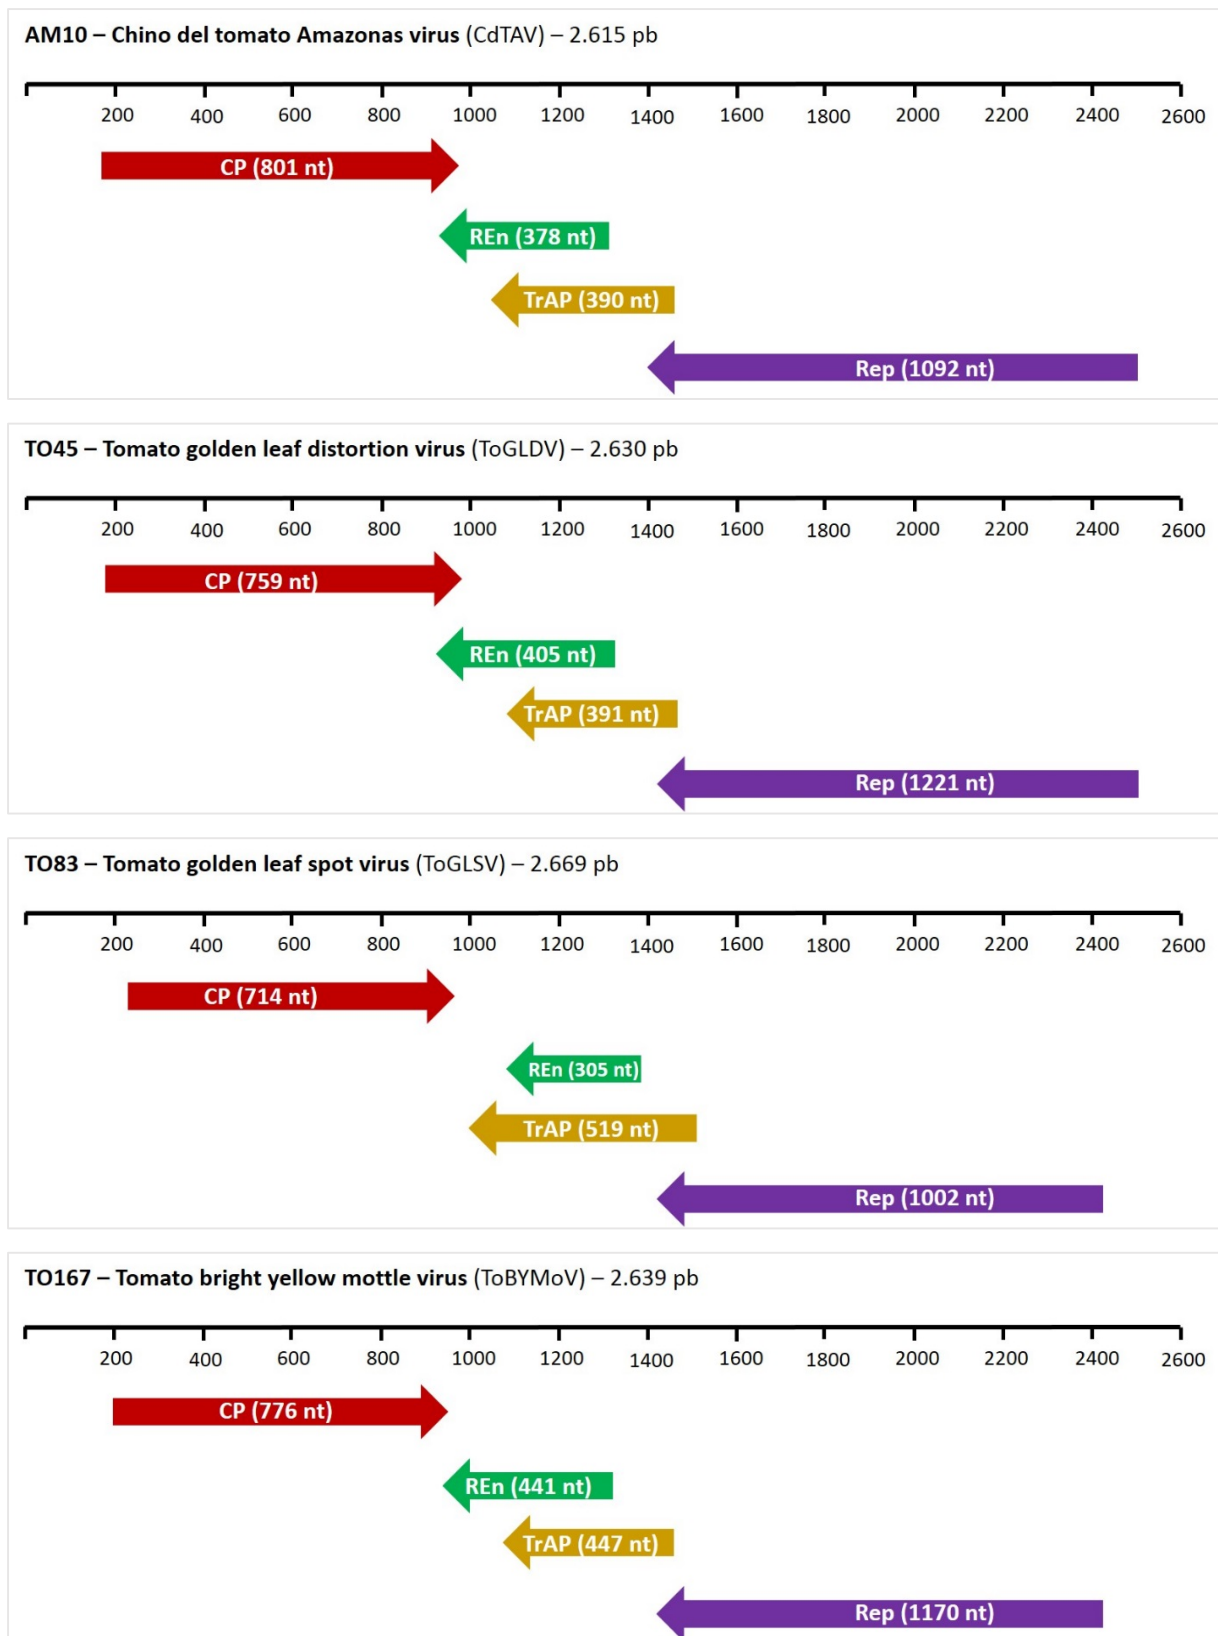 AM10 – Chino del tomato Amazonas virus (CdTAV) – 2.615 pb
200 400 600 800 1000 1200 1400 1600 1800 2000 2200 2400 2600
CP (801 nt)
REn (378 nt)
TrAP (390 nt)
Rep (1092 nt)
TO45 – Tomato golden leaf distortion virus (ToGLDV) – 2.630 pb
200 400 600 800 1000 1200 1400 1600 1800 2000 2200 2400 2600
CP (759 nt)
REn (405 nt)
TrAP (391 nt)
Rep (1221 nt)
TO83 – Tomato golden leaf spot virus (ToGLSV) – 2.669 pb
200 400 600 800 1000 1200 1400 1600 1800 2000 2200 2400 2600
CP (714 nt)
REn (305 nt)
TrAP (519 nt)
Rep (1002 nt)
TO167 – Tomato bright yellow mottle virus (ToBYMoV) – 2.639 pb
200 400 600 800 1000 1200 1400 1600 1800 2000 2200 2400 2600
CP (776 nt)
REn (441 nt)
TrAP (447 nt)
Rep (1170 nt)